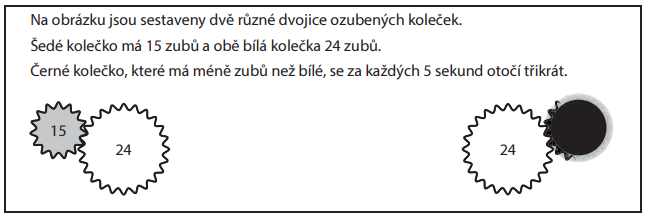 Na obrázku jsou sestaveny dvě různé dvojice ozubených koleček.
Šedé kolečko má 15 zubů a obě bílá kolečka 24 zubů.
Černé kolečko, které má méně zubů než bílé, se za každých 5 sekund otočí třikrát.
15
24
24